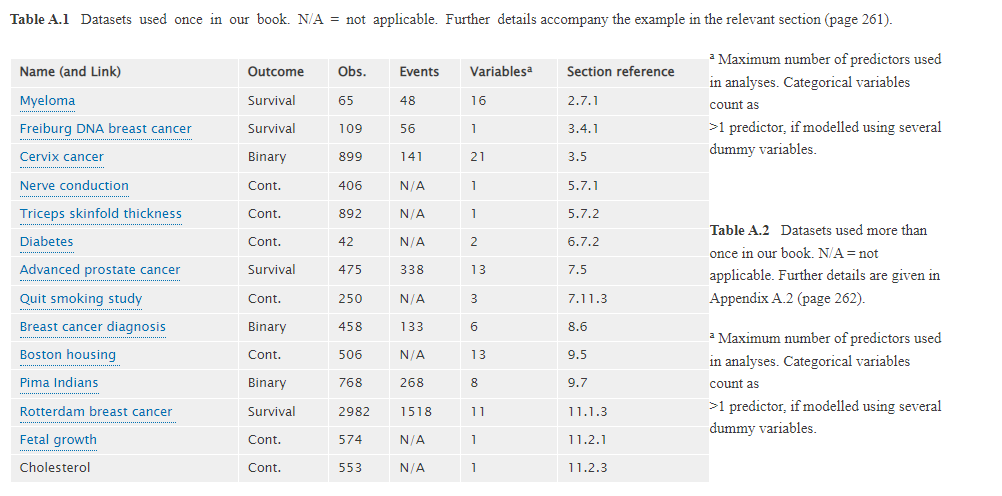 Table A.1 Datasets used once in our book. N/A = not applicable. Further details accompany the example in the relevant section (page 261).
Name (and Link) Outcome Obs. Events Variablesª Section reference
Myeloma Survival 65 48 16 2.7.1
Freiburg DNA breast cancer Survival 109 56 1 3.4.1
Cervix cancer Binary 899 141 21 3.5
Nerve conduction Cont. 406 N/A 1 5.7.1
Triceps skinfold thickness Cont. 892 N/A 1 5.7.2
Diabetes Cont. 42 N/A 2 6.7.2
Advanced prostate cancer Survival 475 338 13 7.5
Quit smoking study Cont. 250 N/A 3 7.11.3
Breast cancer diagnosis Binary 458 133 6 8.6
Boston housing Cont. 506 N/A 13 9.5
Pima Indians Binary 768 268 8 9.7
Rotterdam breast cancer Survival 2982 1518 11 11.1.3
Fetal growth Cont. 574 N/A 1 11.2.1
Cholesterol Cont. 553 N/A 1 11.2.3
ª Maximum number of predictors used
in analyses. Categorical variables
count as
>1 predictor, if modelled using several
dummy variables.
Table A.2 Datasets used more than
once in our book. N/A = not
applicable. Further details are given in
Appendix A.2 (page 262).
ª Maximum number of predictors used
in analyses. Categorical variables
count as
>1 predictor, if modelled using several
dummy variables.